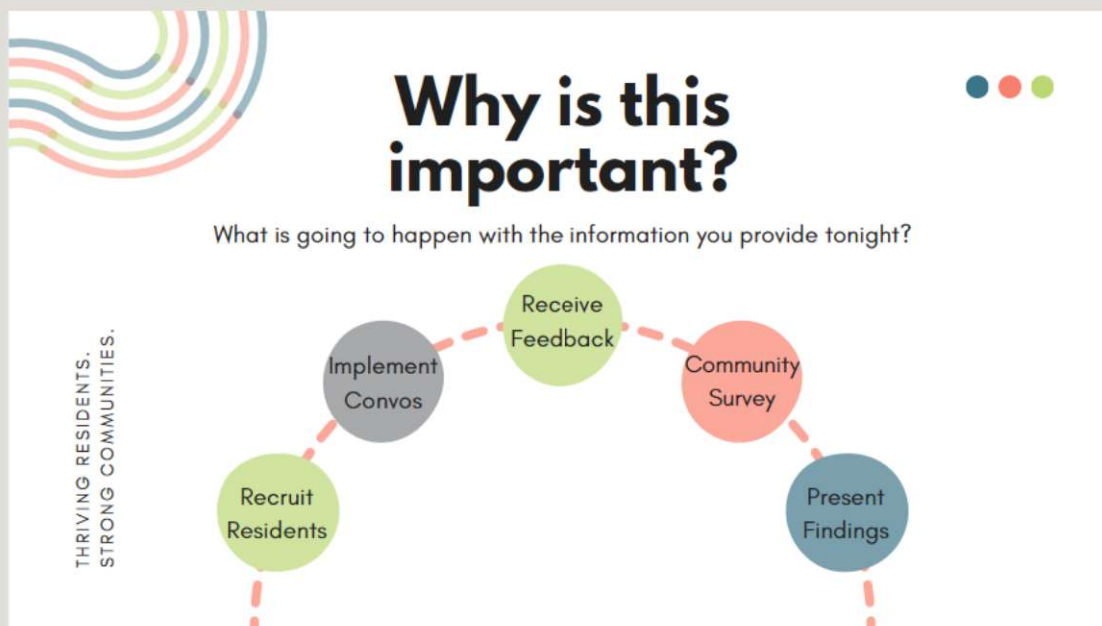 Why is this
important?
What is going to happen with the information you provide tonight?
Receive
Feedback
Implement
Convos
Community
Survey
Recruit
Residents
Present
Findings
THRIVING RESIDENTS.
STRONG COMMUNITIES.